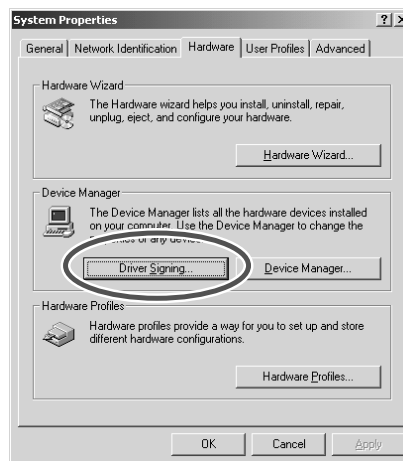 System Properties
General Network Identification Hardware User Profiles Advanced
Hardware Wizard
The Hardware wizard helps you install, uninstall, repair,
unplug, eject, and configure your hardware.
Hardware Wizard...
Device Manager
The Device Manager lists all the hardware devices installed
on your computer. Use the Device Manager to change the
of any
Driver Signing... Device Manager...
Hardware Profiles
Hardware profiles provide a way for you to set up and store
different hardware configurations.
Hardware Profiles...
OK Cancel Apply